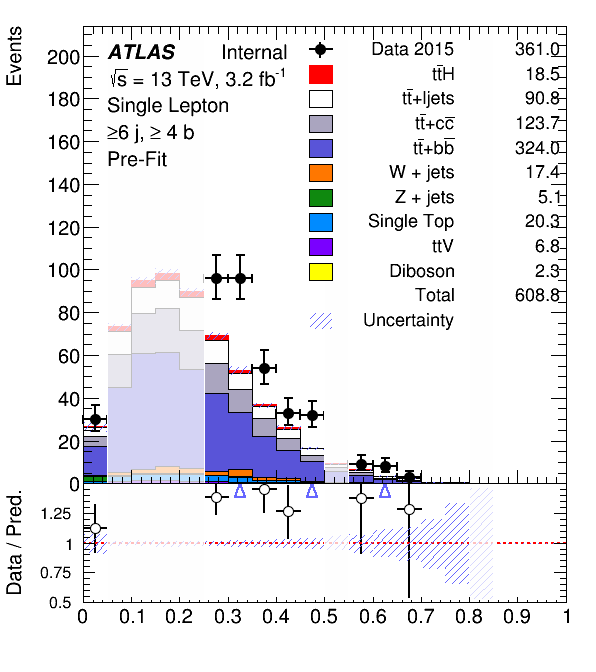 Events
ATLAS Internal
√s = 13 TeV, 3.2 fb⁻¹
Single Lepton
≥6 j, ≥ 4 b
Pre-Fit
Data 2015 361.0
tt̄H 18.5
tt̄+ljets 90.8
tt̄+cc̄ 123.7
tt̄+bb̄ 324.0
W + jets 17.4
Z + jets 5.1
Single Top 20.3
ttV 6.8
Diboson 2.3
Total 608.8
Uncertainty
200
180
160
140
120
100
80
60
40
20
0
Data / Pred.
1.25
1
0.75
0.5
0 0.1 0.2 0.3 0.4 0.5 0.6 0.7 0.8 0.9 1